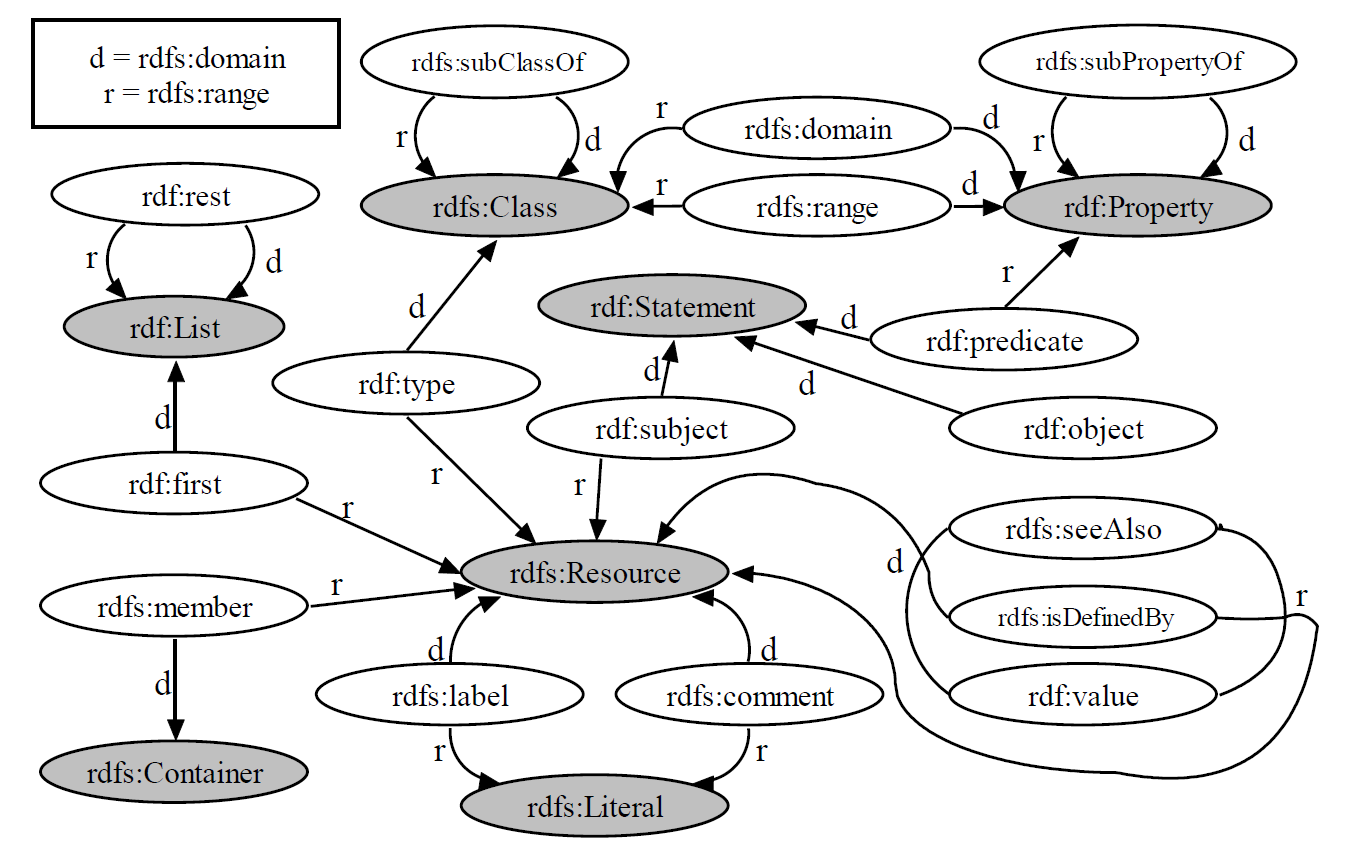 d = rdfs:domain
r = rdfs:range
rdfs:subClassOf
rdfs:subPropertyOf
r
d
r
rdfs:domain
d
r
d
rdf:rest
rdfs:Class
r
rdfs:range
d
rdf:Property
r
d
r
rdf:List
d
rdf:Statement
d
rdf:predicate
rdf:type
d
d
d
rdf:subject
rdf:object
rdf:first
r
r
r
rdfs:seeAlso
d
rdfs:Resource
rdfs:member
r
rdfs:isDefinedBy
r
d
d
d
rdfs:label
rdfs:comment
rdf:value
r
r
rdfs:Container
rdfs:Literal